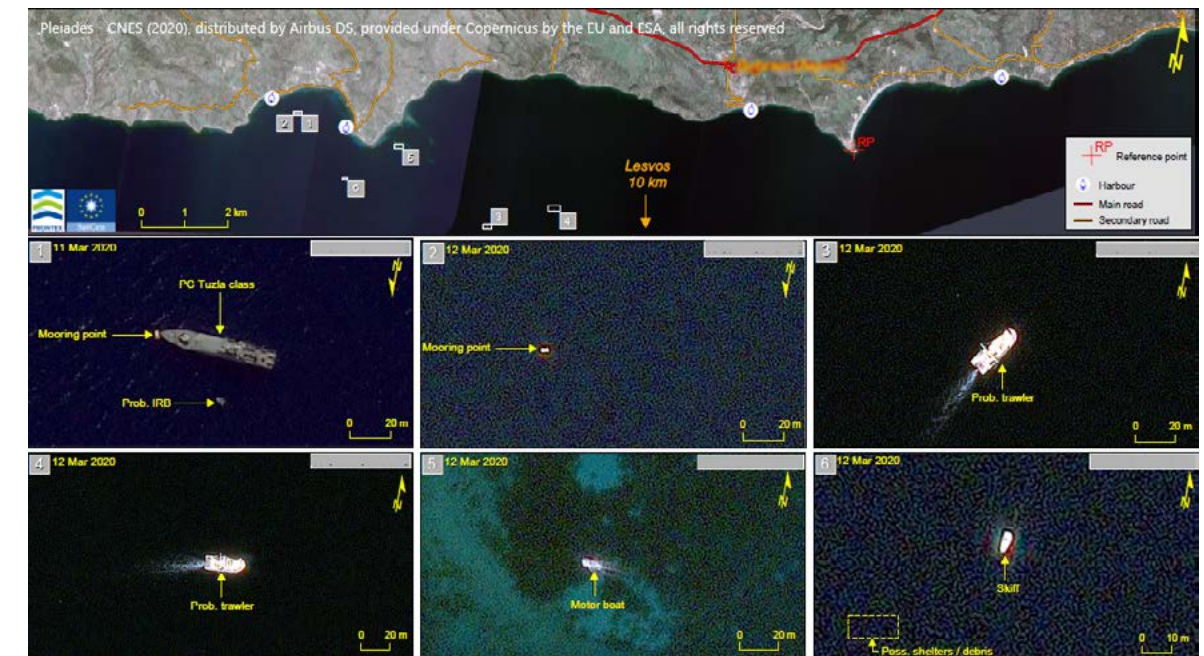 Pleiades CNES (2020), distributed by Airbus DS, provided under Copernicus by the EU and ESA, all rights reserved
N
2
1
5
6
3
4
Lesvos
10 km
RP
RP
Reference point
Harbour
Main road
Secondary road
FRONTEX
0 1 2 km
1 11 Mar 2020
N
PC Tuzla class
Mooring point
Prob. IRB
0 20 m
2 12 Mar 2020
N
Mooring point
0 20 m
3 12 Mar 2020
N
Prob. trawler
0 20 m
4 12 Mar 2020
N
Prob. trawler
0 20 m
5 12 Mar 2020
N
Motor boat
0 20 m
6 12 Mar 2020
N
Skiff
Poss. shelters / debris
0 10 m